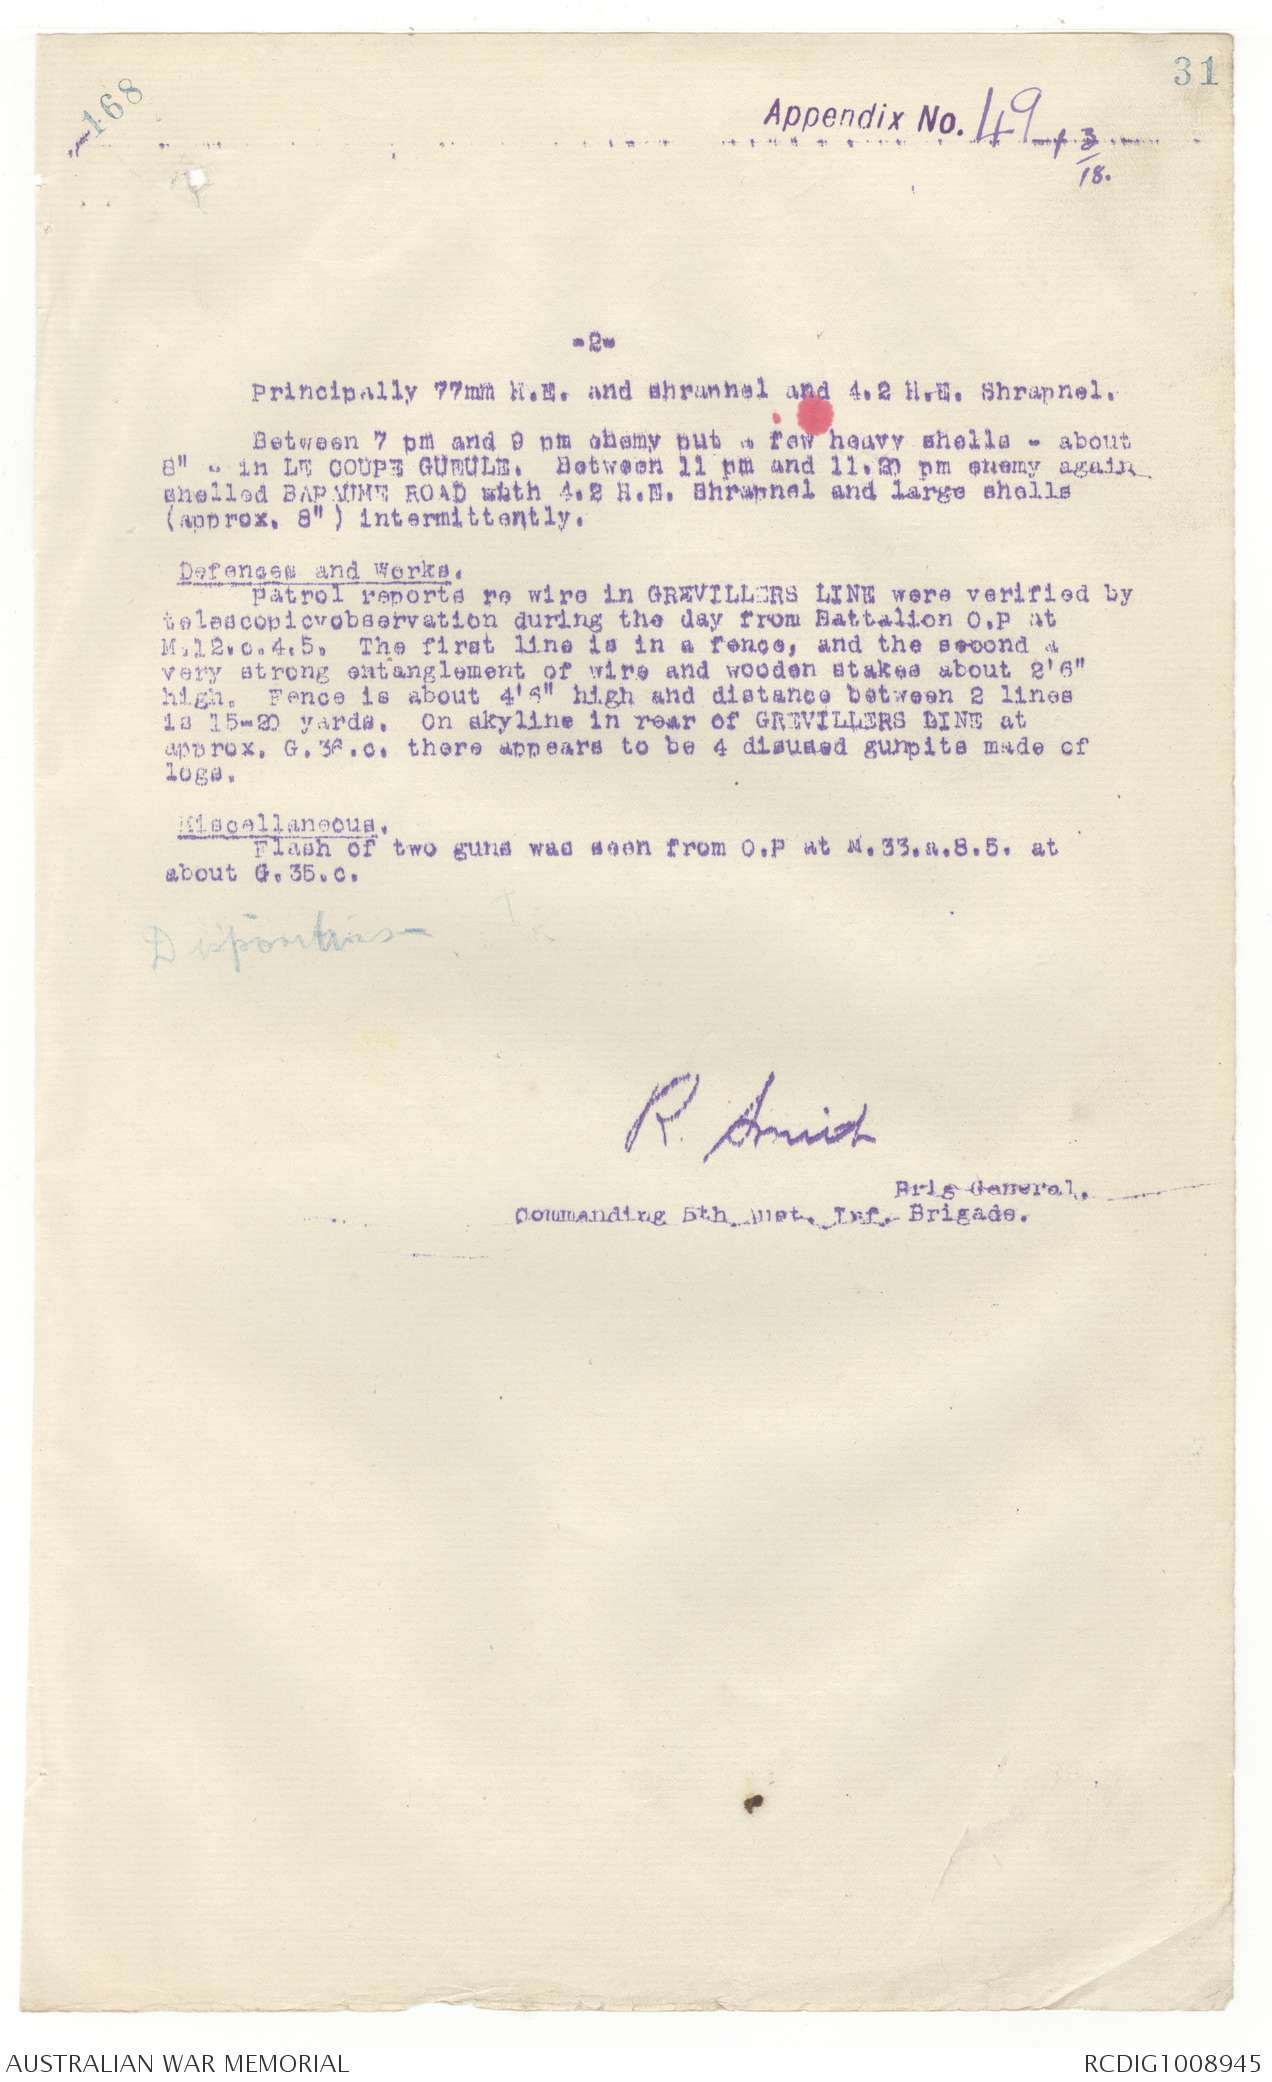 168
31
Appendix No. 49
3/18.
-2-
Principally 77mm H.E. and shrapnel and 4.2 H.E. Shrapnel.
Between 7 pm and 9 pm enemy put a few heavy shells - about
8" - in LE COUPE GUEULE. Between 11 pm and 11.20 pm enemy again
shelled BAPAUME ROAD with 4.2 H.E. Shrapnel and large shells
(approx. 8") intermittently.
Defences and Works.
Patrol reports re wire in GREVILLERS LINE were verified by
telescopicvobservation during the day from Battalion O.P at
M.12.c.4.5. The first line is in a fence, and the second a
very strong entanglement of wire and wooden stakes about 2'6"
high. Fence is about 4'6" high and distance between 2 lines
is 15-20 yards. On skyline in rear of GREVILLERS LINE at
approx. G.36.c. there appears to be 4 disused gunpits made of
logs.
Miscellaneous.
Flash of two guns was seen from O.P at M.33.a.8.5. at
about G.35.c.
R. Smith
Brig General.
Commanding 5th Aust. Inf. Brigade.
AUSTRALIAN WAR MEMORIAL
RCDIG1008945